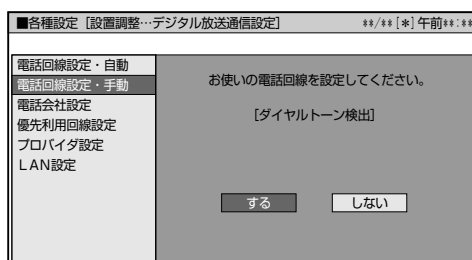 ■各種設定［設置調整…デジタル放送通信設定］ **/**[*]午前**:**
電話回線設定・自動
電話回線設定・手動
電話会社設定
優先利用回線設定
プロバイダ設定
ＬＡＮ設定
お使いの電話回線を設定してください。
［ダイヤルトーン検出］
する しない